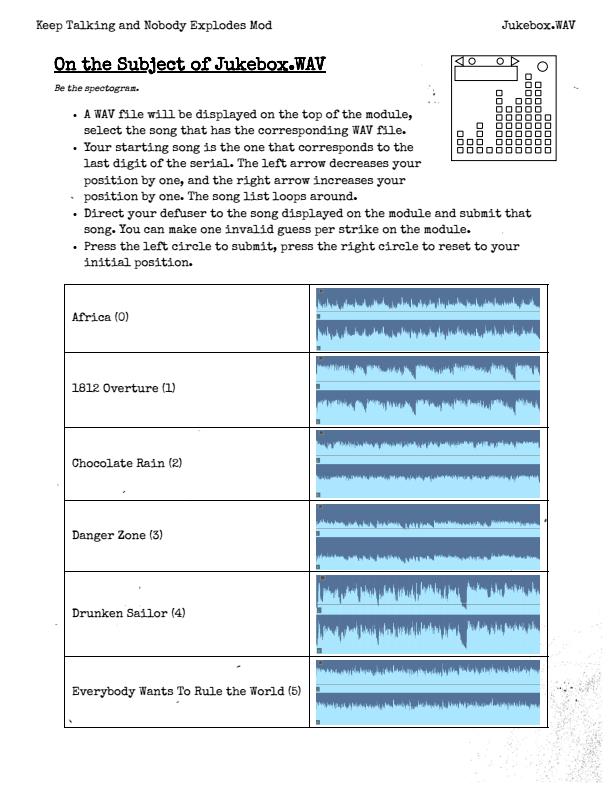 Keep Talking and Nobody Explodes Mod
Jukebox.WAV
On the Subject of Jukebox.WAV
Be the spectogram.
• A WAV file will be displayed on the top of the module,
select the song that has the corresponding WAV file.
• Your starting song is the one that corresponds to the
last digit of the serial. The left arrow decreases your
position by one, and the right arrow increases your
position by one. The song list loops around.
• Direct your defuser to the song displayed on the module and submit that
song. You can make one invalid guess per strike on the module.
• Press the left circle to submit, press the right circle to reset to your
initial position.
Africa (0)
1812 Overture (1)
Chocolate Rain (2)
Danger Zone (3)
Drunken Sailor (4)
Everybody Wants To Rule the World (5)